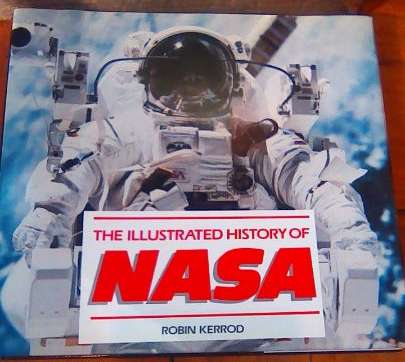 THE ILLUSTRATED HISTORY OF
NASA
ROBIN KERROD